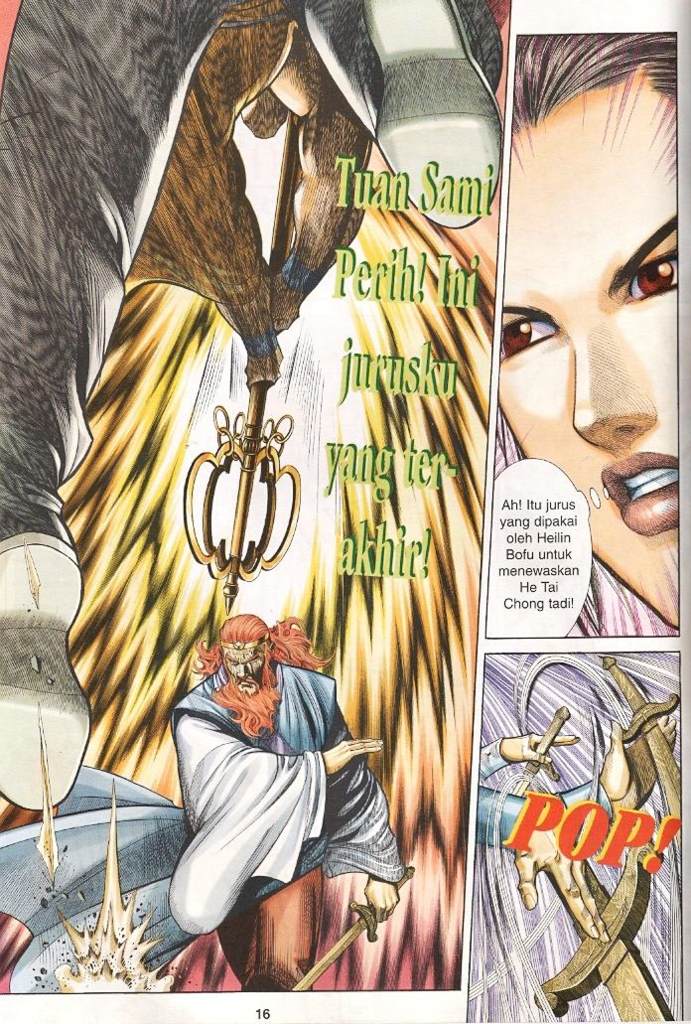 Tuan Sami
Perih! Ini
jurusku
yang ter-
akhir!
Ah! Itu jurus
yang dipakai
oleh Heilin
Bofu untuk
menewaskan
He Tai
Chong tadi!
POP!
16